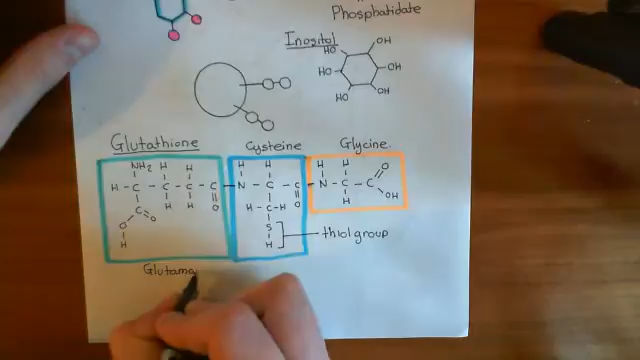 Phosphatidate
Inositol
HO OH
HO OH
HO OH
Glutathione Cysteine Glycine
NH2 H H H H H H O
H - C - C - C - C - N - C - C - N - C - C
C O H H O H - C - H O H OH
O S
H H
thiol group
Glutama